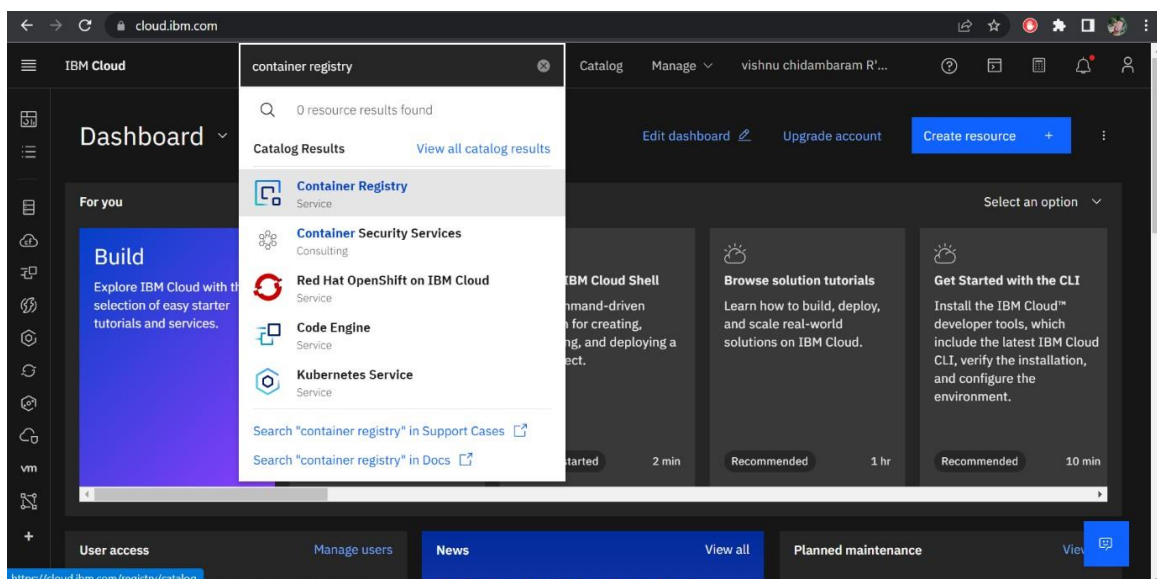 cloud.ibm.com
IBM Cloud
container registry
Catalog
Manage
vishnu chidambaram R'...
0 resource results found
Catalog Results
View all catalog results
Container Registry
Service
Container Security Services
Consulting
Red Hat OpenShift on IBM Cloud
Service
Code Engine
Service
Kubernetes Service
Service
Search "container registry" in Support Cases
Search "container registry" in Docs
Dashboard
Edit dashboard
Upgrade account
Create resource +
For you
Select an option
Build
Explore IBM Cloud with
selection of easy starter
tutorials and services.
IBM Cloud Shell
for creating,
and deploying a
2 min
Browse solution tutorials
Learn how to build, deploy,
and scale real-world
solutions on IBM Cloud.
Recommended
1 hr
Get Started with the CLI
Install the IBM Cloud™
developer tools, which
include the latest IBM Cloud
CLI, verify the installation,
and configure the
environment.
Recommended
10 min
vm
User access
Manage users
News
View all
Planned maintenance
https://cloud.ibm.com/registry/catalog